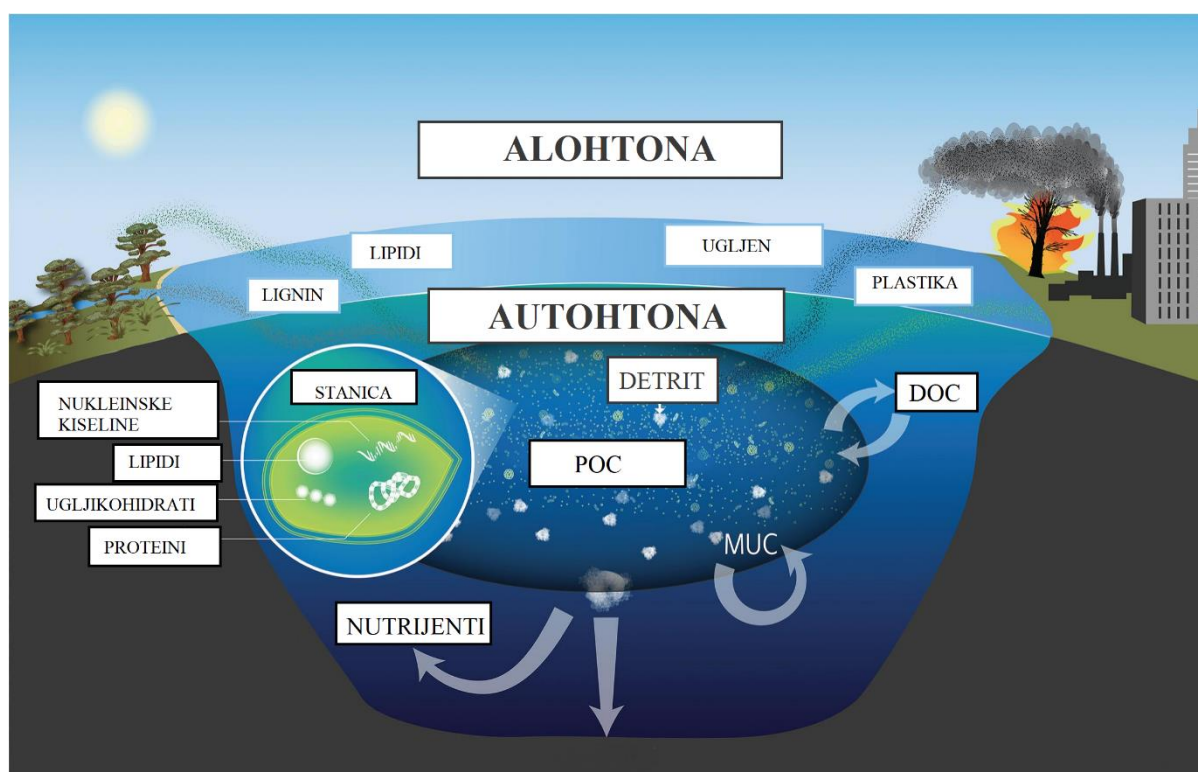 ALOHTONA
LIPIDI
UGLJEN
LIGNIN
PLASTIKA
AUTOHTONA
STANICA
DETRIT
DOC
NUKLEINSKE
KISELINE
LIPIDI
POC
UGLJIKOHIDRATI
PROTEINI
MUC
NUTRIJENTI